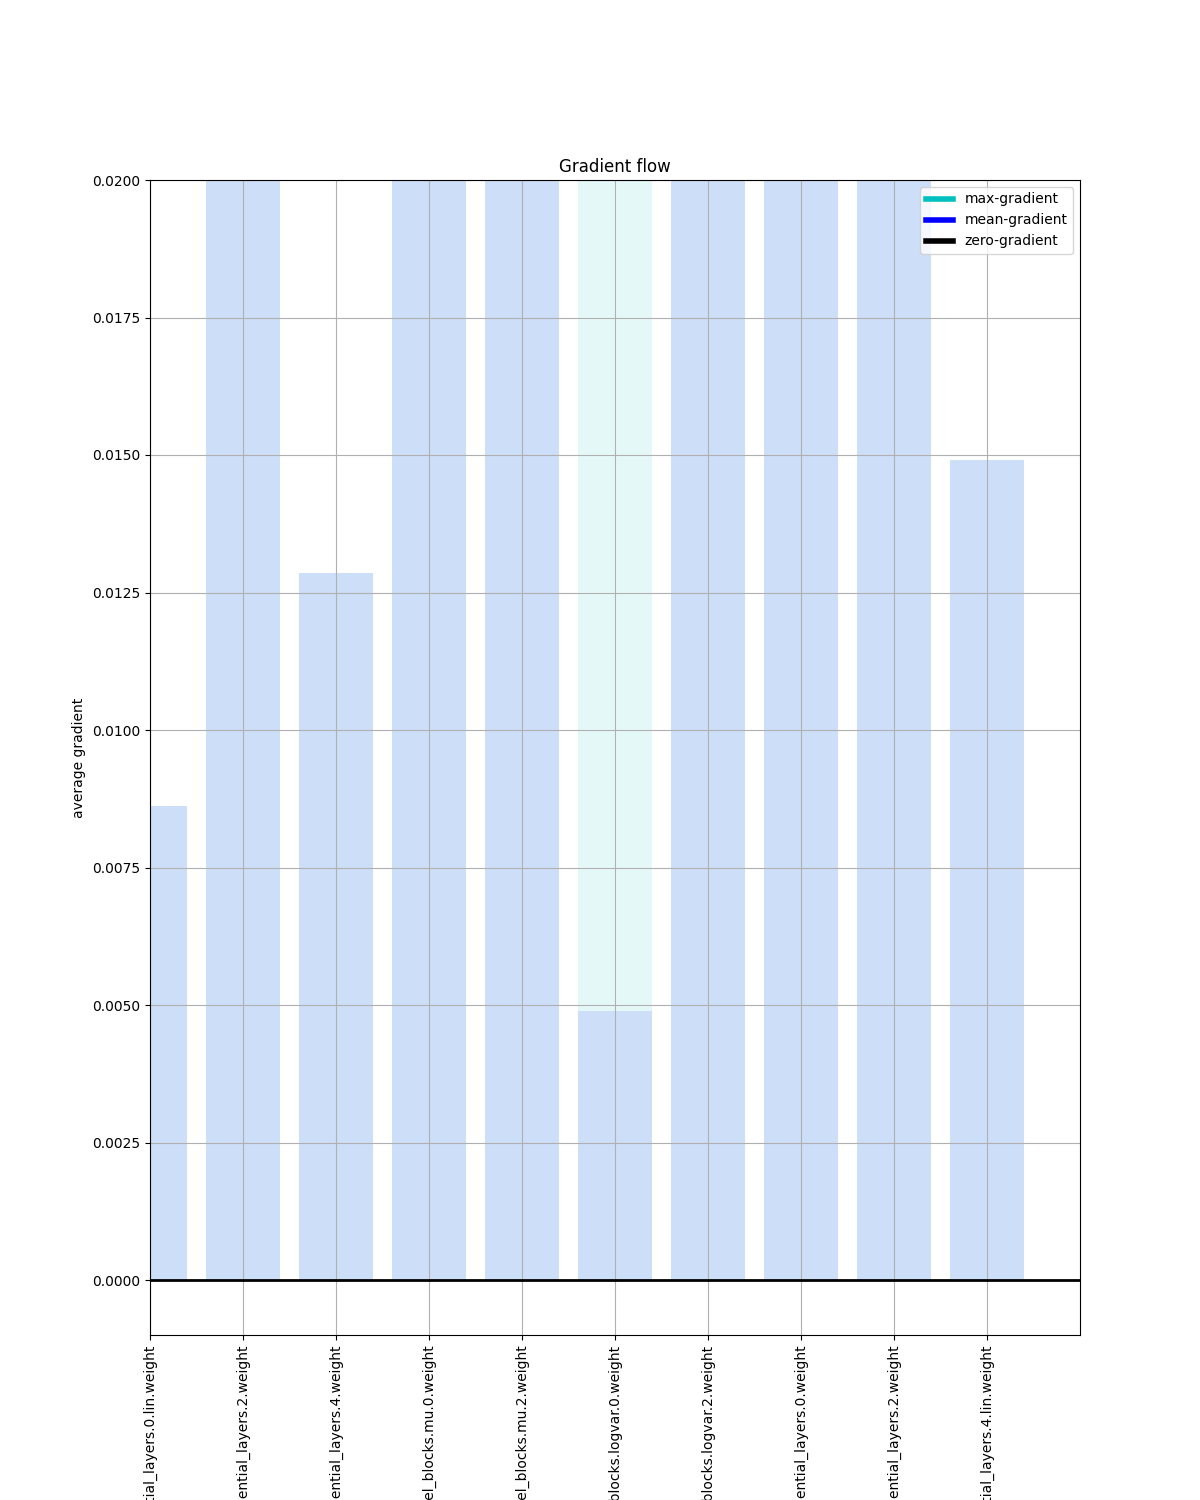 Gradient flow
max-gradient
mean-gradient
zero-gradient
0.0200
0.0175
0.0150
0.0125
0.0100
0.0075
0.0050
0.0025
0.0000
average gradient
tial_layers.0.lin.weight
ential_layers.2.weight
ential_layers.4.weight
el_blocks.mu.0.weight
el_blocks.mu.2.weight
blocks.logvar.0.weight
blocks.logvar.2.weight
ential_layers.0.weight
ential_layers.2.weight
tial_layers.4.lin.weight